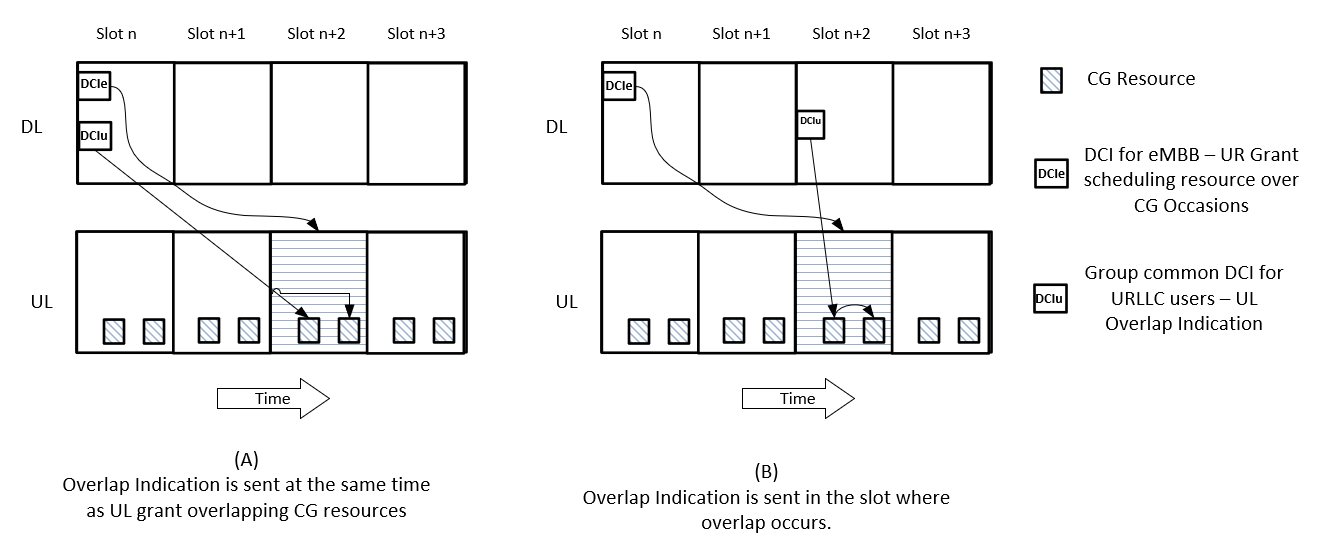 Slot n
Slot n+1
Slot n+2
Slot n+3
DCIe
DCIu
DL
UL
Time
(A)
Overlap Indication is sent at the same time
as UL grant overlapping CG resources
Slot n
Slot n+1
Slot n+2
Slot n+3
DCIe
DCIu
DL
UL
Time
(B)
Overlap Indication is sent in the slot where
overlap occurs.
CG Resource
DCIe
DCI for eMBB – UR Grant
scheduling resource over
CG Occasions
DCIu
Group common DCI for
URLLC users – UL
Overlap Indication